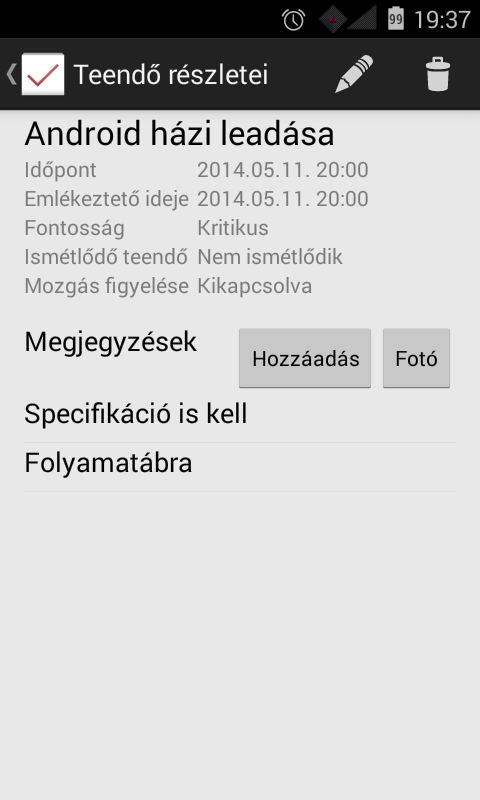 99 19:37
Teendő részletei
Android házi leadása
Időpont 2014.05.11. 20:00
Emlékeztető ideje 2014.05.11. 20:00
Fontosság Kritikus
Ismétlődő teendő Nem ismétlődik
Mozgás figyelése Kikapcsolva
Megjegyzések Hozzáadás Fotó
Specifikáció is kell
Folyamatábra